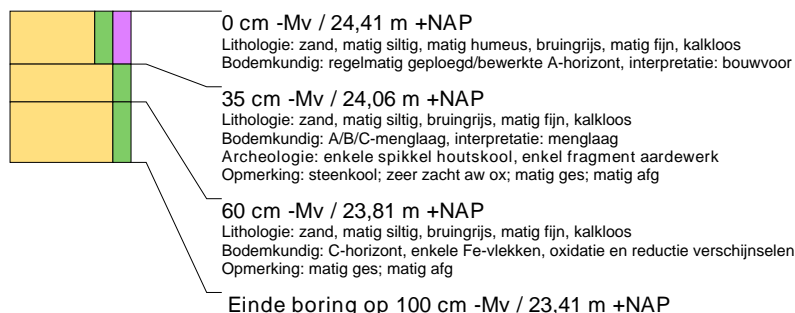 0 cm -Mv / 24,41 m +NAP
Lithologie: zand, matig siltig, matig humeus, bruingrijs, matig fijn, kalkloos
Bodemkundig: regelmatig geploegd/bewerkte A-horizont, interpretatie: bouwvoor
35 cm -Mv / 24,06 m +NAP
Lithologie: zand, matig siltig, bruingrijs, matig fijn, kalkloos
Bodemkundig: A/B/C-menglaag, interpretatie: menglaag
Archeologie: enkele spikkel houtskool, enkel fragment aardewerk
Opmerking: steenkool; zeer zacht aw ox; matig ges; matig afg
60 cm -Mv / 23,81 m +NAP
Lithologie: zand, matig siltig, bruingrijs, matig fijn, kalkloos
Bodemkundig: C-horizont, enkele Fe-vlekken, oxidatie en reductie verschijnselen
Opmerking: matig ges; matig afg
Einde boring op 100 cm -Mv / 23,41 m +NAP